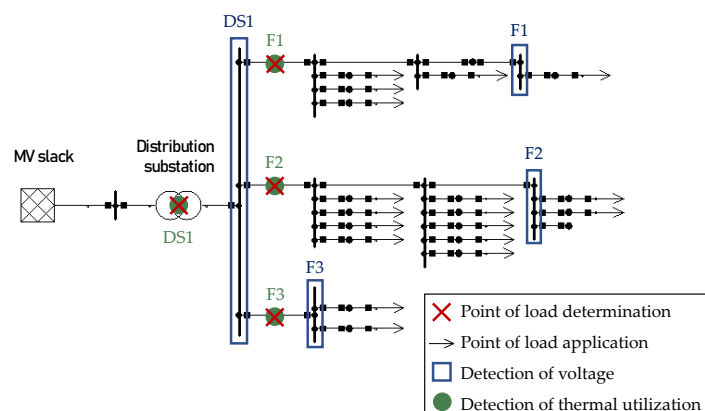 DS1
F1
F1
MV slack
Distribution
substation
DS1
F2
F2
F3
F3
Point of load determination
Point of load application
Detection of voltage
Detection of thermal utilization